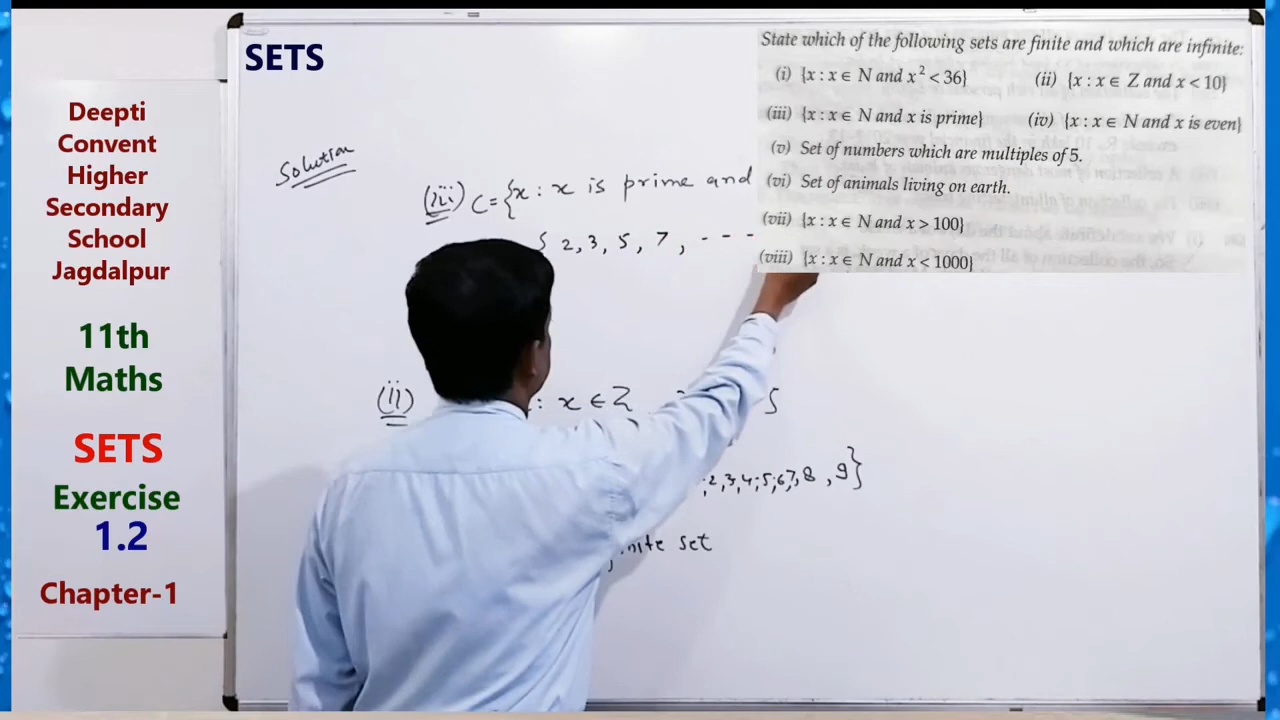 SETS
Deepti
Convent
Higher
Secondary
School
Jagdalpur
11th
Maths
SETS
Exercise
1.2
Chapter-1
State which of the following sets are finite and which are infinite:
(i) {x : x ∈ N and x² < 36} (ii) {x : x ∈ Z and x < 10}
(iii) {x : x ∈ N and x is prime} (iv) {x : x ∈ N and x is even}
(v) Set of numbers which are multiples of 5.
(vi) Set of animals living on earth.
(vii) {x : x ∈ N and x > 100}
(viii) {x : x ∈ N and x < 1000}
Solution
(iii) C = {x : x is prime and
{ 2, 3, 5, 7, - - -
(ii) : x ∈ Z
,2,3,4,5,6,7,8,9}
set